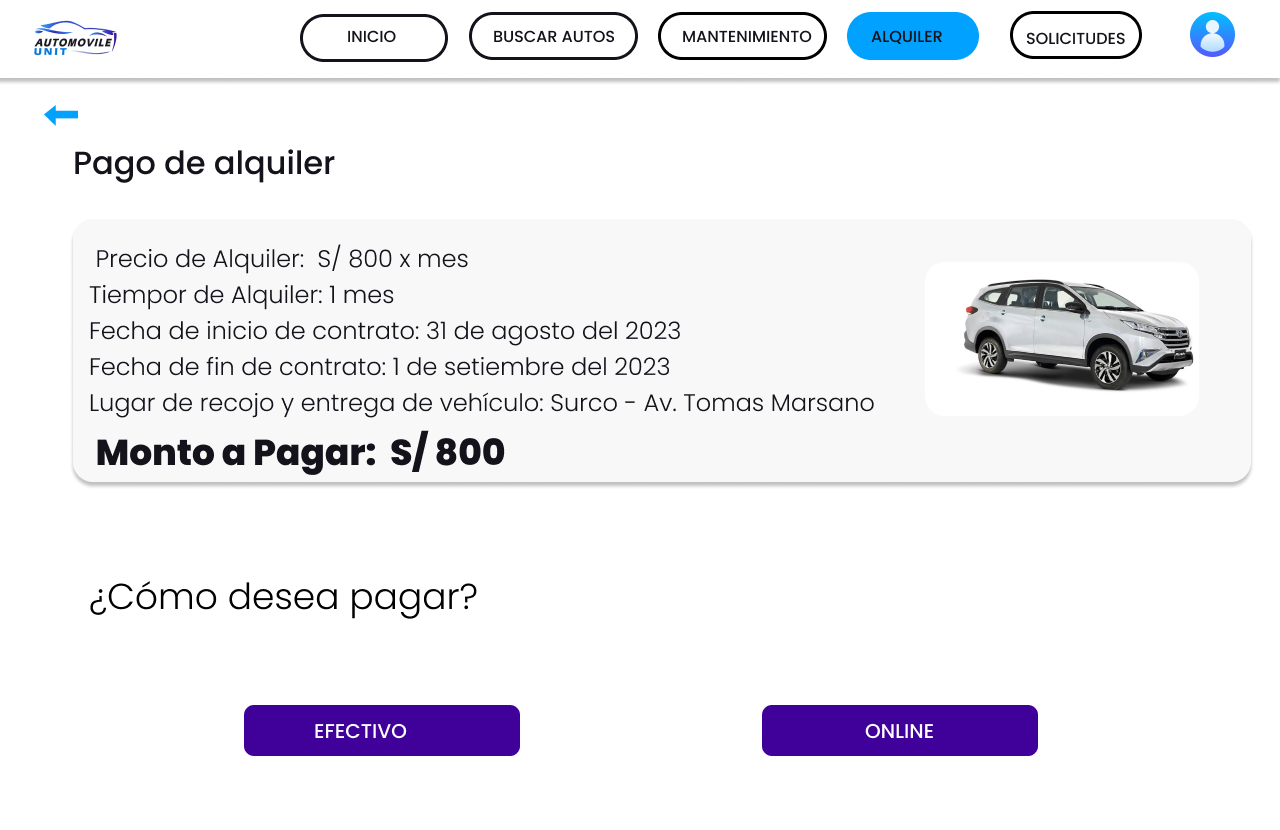 AUTOMOVILE
UNIT
INICIO
BUSCAR AUTOS
MANTENIMIENTO
ALQUILER
SOLICITUDES
Pago de alquiler
Precio de Alquiler: S/ 800 x mes
Tiempor de Alquiler: 1 mes
Fecha de inicio de contrato: 31 de agosto del 2023
Fecha de fin de contrato: 1 de setiembre del 2023
Lugar de recojo y entrega de vehículo: Surco - Av. Tomas Marsano
Monto a Pagar: S/ 800
¿Cómo desea pagar?
EFECTIVO
ONLINE